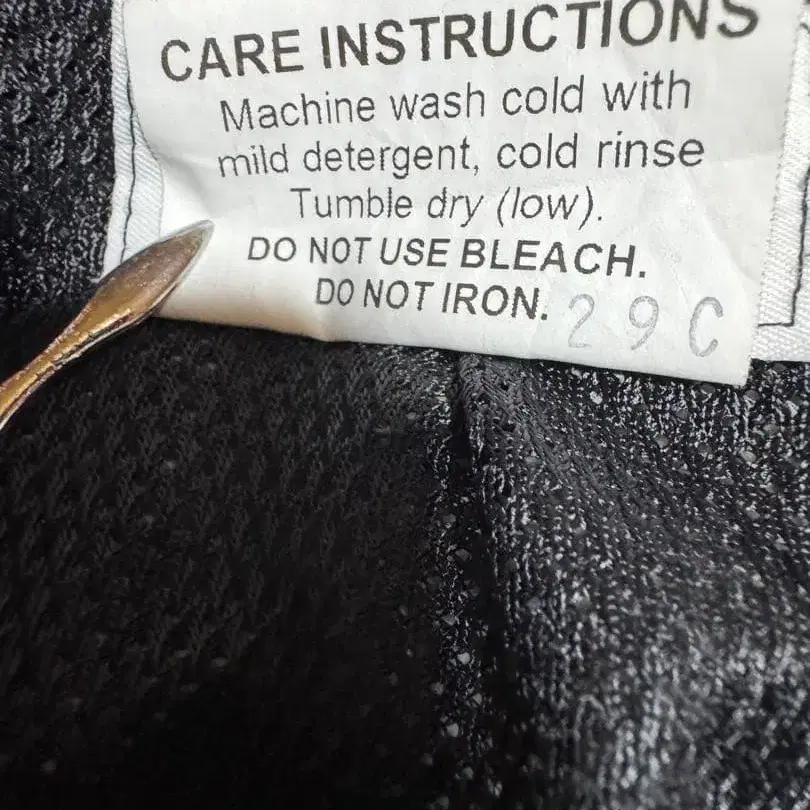 CARE INSTRUCTIONS
Machine wash cold with
mild detergent, cold rinse
Tumble dry (low).
DO NOT USE BLEACH.
DO NOT IRON.
29C